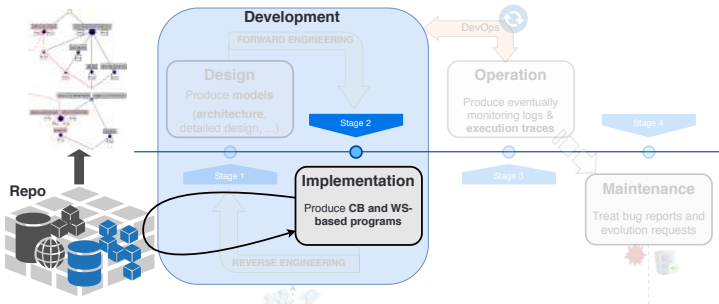 Development
DevOps
FORWARD ENGINEERING
Design
Produce models
(architecture,
detailed design, ...)
Operation
Produce eventually
monitoring logs &
execution traces
Stage 2
Stage 4
Stage 1
Stage 3
Repo
Implementation
Produce CB and WS-
based programs
Maintenance
Treat bug reports and
evolution requests
REVERSE ENGINEERING